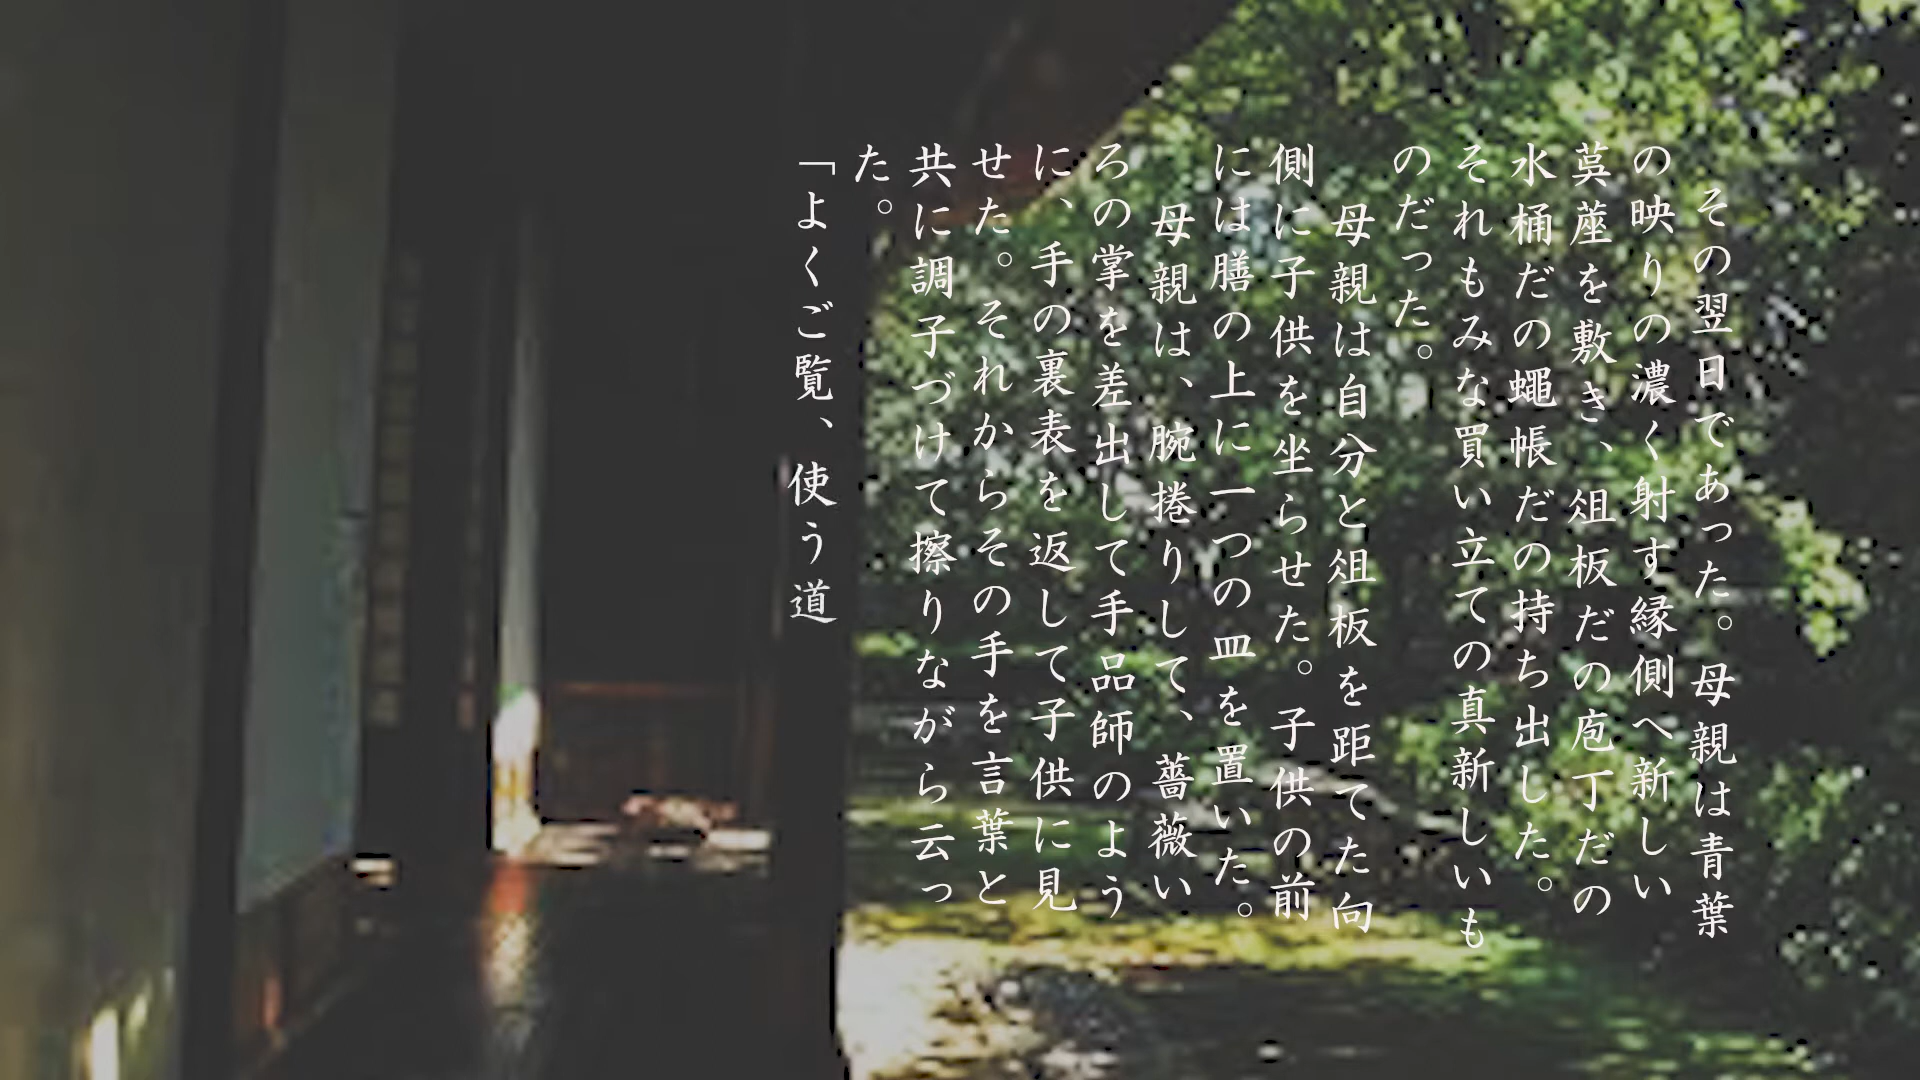 その翌日であった。母親は青葉
の映りの濃く射す縁側へ新しい
茣蓙を敷き、俎板だの庖丁だの
水桶だの蠅帳だの持ち出した。
それもみな買い立ての真新しいも
のだった。
母親は自分と俎板を距てた向
側に子供を坐らせた。子供の前
には膳の上に一つの皿を置いた。
母親は、腕捲りして、薔薇い
ろの掌を差出して手品師のよう
に、手の裏表を返して子供に見
せた。それからその手を言葉と
共に調子づけて擦りながら云っ
た。
「よくご覧、使う道